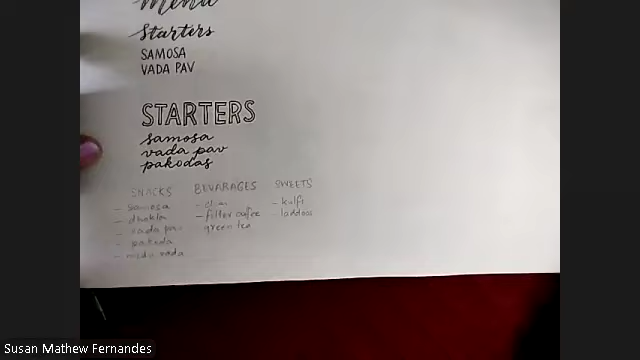 Menu
Starters
SAMOSA
VADA PAV
STARTERS
samosa
vada pav
pakodas
SNACKS BEVARAGES SWEETS
- samosa - chai - kulfi
- dhokla - filter coffee - laddoos
- vada pav green tea
- pakoda
- medu vada
Susan Mathew Fernandes